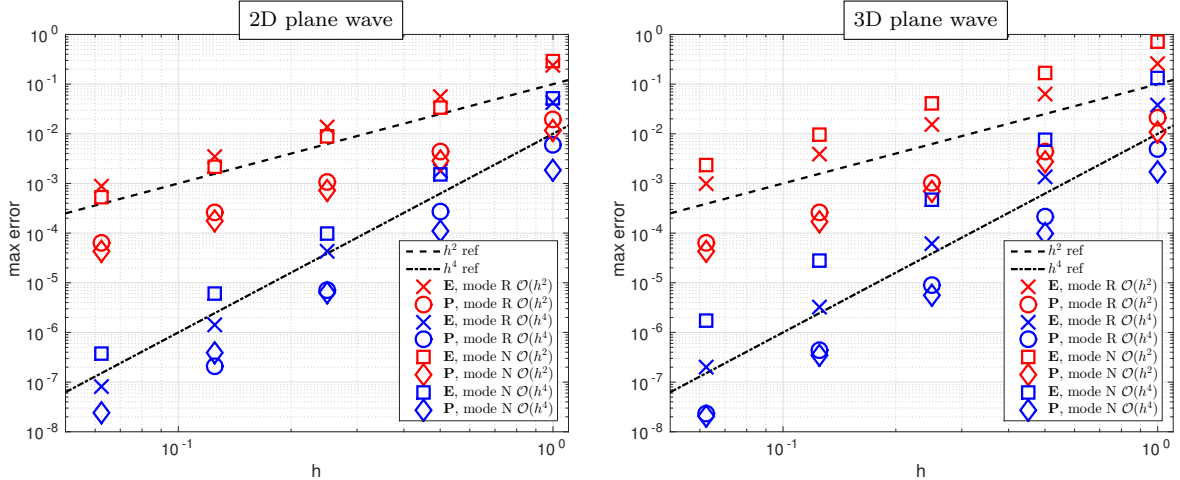 2D plane wave
10^0
10^-1
10^-2
10^-3
10^-4
10^-5
10^-6
10^-7
10^-8
max error
10^-1
10^0
h
h^2 ref
h^4 ref
E, mode R O(h^2)
P, mode R O(h^2)
E, mode R O(h^4)
P, mode R O(h^4)
E, mode N O(h^2)
P, mode N O(h^2)
E, mode N O(h^4)
P, mode N O(h^4)
3D plane wave
10^0
10^-1
10^-2
10^-3
10^-4
10^-5
10^-6
10^-7
10^-8
max error
10^-1
10^0
h
h^2 ref
h^4 ref
E, mode R O(h^2)
P, mode R O(h^2)
E, mode R O(h^4)
P, mode R O(h^4)
E, mode N O(h^2)
P, mode N O(h^2)
E, mode N O(h^4)
P, mode N O(h^4)